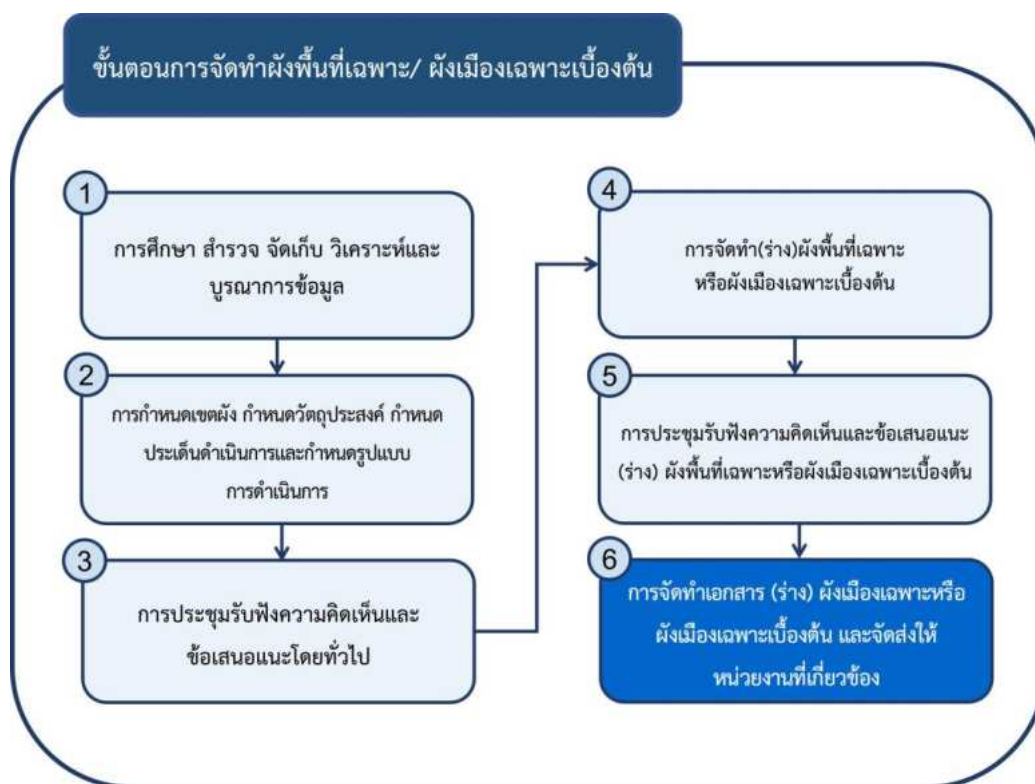 ขั้นตอนการจัดทำผังพื้นที่เฉพาะ/ ผังเมืองเฉพาะเบื้องต้น
1
การศึกษา สำรวจ จัดเก็บ วิเคราะห์และ
บูรณาการข้อมูล
2
การกำหนดเขตผัง กำหนดวัตถุประสงค์ กำหนด
ประเด็นดำเนินการและกำหนดรูปแบบ
การดำเนินการ
3
การประชุมรับฟังความคิดเห็นและ
ข้อเสนอแนะโดยทั่วไป
4
การจัดทำ(ร่าง)ผังพื้นที่เฉพาะ
หรือผังเมืองเฉพาะเบื้องต้น
5
การประชุมรับฟังความคิดเห็นและข้อเสนอแนะ
(ร่าง) ผังพื้นที่เฉพาะหรือผังเมืองเฉพาะเบื้องต้น
6
การจัดทำเอกสาร (ร่าง) ผังเมืองเฉพาะหรือ
ผังเมืองเฉพาะเบื้องต้น และจัดส่งให้
หน่วยงานที่เกี่ยวข้อง